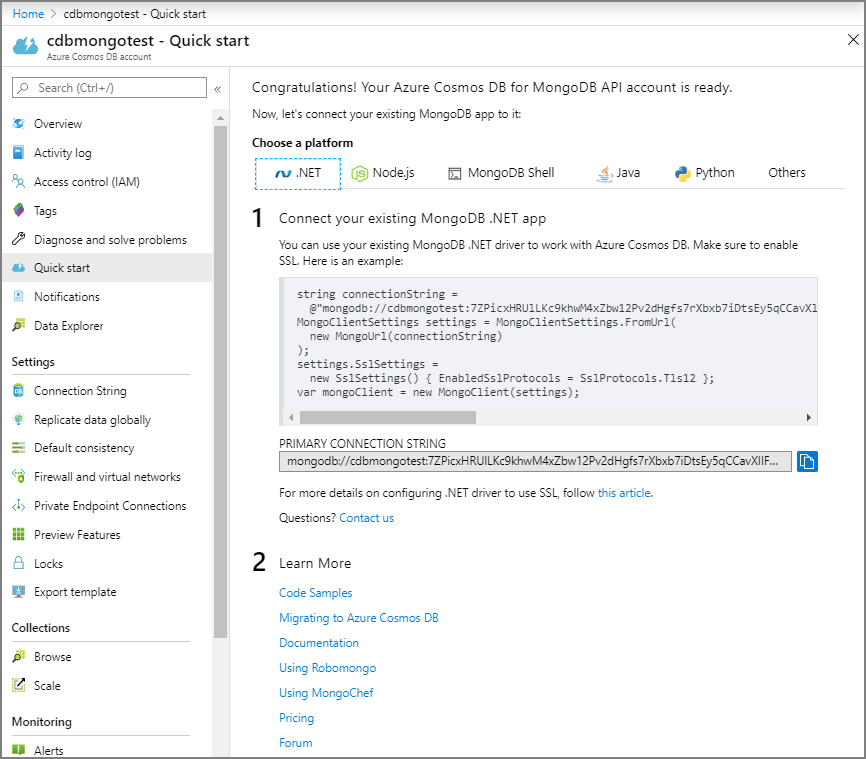 Home > cdbmongotest - Quick start
cdbmongotest - Quick start
Azure Cosmos DB account
Search (Ctrl+/)
Overview
Activity log
Access control (IAM)
Tags
Diagnose and solve problems
Quick start
Notifications
Data Explorer
Settings
Connection String
Replicate data globally
Default consistency
Firewall and virtual networks
Private Endpoint Connections
Preview Features
Locks
Export template
Collections
Browse
Scale
Monitoring
Alerts
Congratulations! Your Azure Cosmos DB for MongoDB API account is ready.
Now, let's connect your existing MongoDB app to it:
Choose a platform
.NET Node.js MongoDB Shell Java Python Others
1 Connect your existing MongoDB .NET app
You can use your existing MongoDB .NET driver to work with Azure Cosmos DB. Make sure to enable
SSL. Here is an example:
string connectionString =
@"mongodb://cdbmongotest:7ZPicxHRUlLKc9khwM4xZbw12Pv2dHgfs7rXbxb7iDtsEy5qCCavXl
MongoClientSettings settings = MongoClientSettings.FromUrl(
new MongoUrl(connectionString)
);
settings.SslSettings =
new SslSettings() { EnabledSslProtocols = SslProtocols.Tls12 };
var mongoClient = new MongoClient(settings);
PRIMARY CONNECTION STRING
mongodb://cdbmongotest:7ZPicxHRUlLKc9khwM4xZbw12Pv2dHgfs7rXbxb7iDtsEy5qCCavXlIF...
For more details on configuring .NET driver to use SSL, follow this article.
Questions? Contact us
2 Learn More
Code Samples
Migrating to Azure Cosmos DB
Documentation
Using Robomongo
Using MongoChef
Pricing
Forum